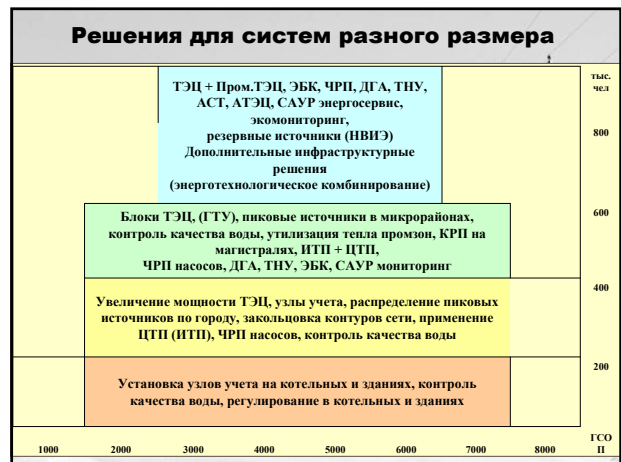 Решения для систем разного размера
тыс.
чел
ТЭЦ + Пром.ТЭЦ, ЭБК, ЧРП, ДГА, ТНУ,
АСТ, АТЭЦ, САУР энергосервис,
экомониторинг,
резервные источники (НВИЭ)
Дополнительные инфраструктурные
решения
(энерготехнологическое комбинирование)
800
600
Блоки ТЭЦ, (ГТУ), пиковые источники в микрорайонах,
контроль качества воды, утилизация тепла промзон, КРП на
магистралях, ИТП + ЦТП,
ЧРП насосов, ДГА, ТНУ, ЭБК, САУР мониторинг
400
Увеличение мощности ТЭЦ, узлы учета, распределение пиковых
источников по городу, закольцовка контуров сети, применение
ЦТП (ИТП), ЧРП насосов, контроль качества воды
200
Установка узлов учета на котельных и зданиях, контроль
качества воды, регулирование в котельных и зданиях
1000 2000 3000 4000 5000 6000 7000 8000
ГСО
П